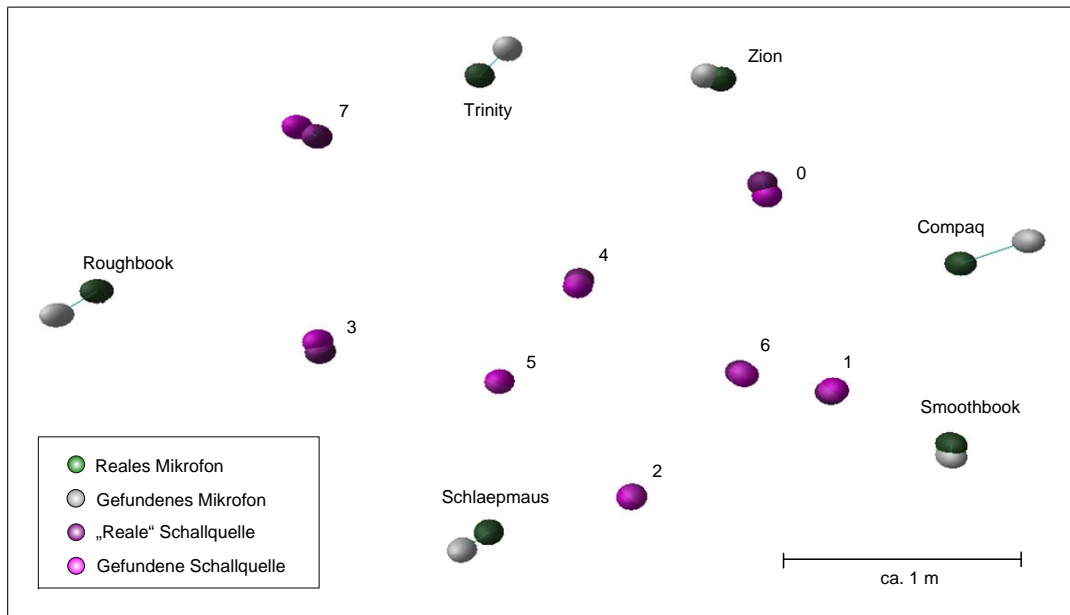 Zion
Trinity
7
0
Compaq
Roughbook
4
3
5
6
1
Smoothbook
2
Schlaepmaus
Reales Mikrofon
Gefundenes Mikrofon
„Reale“ Schallquelle
Gefundene Schallquelle
ca. 1 m